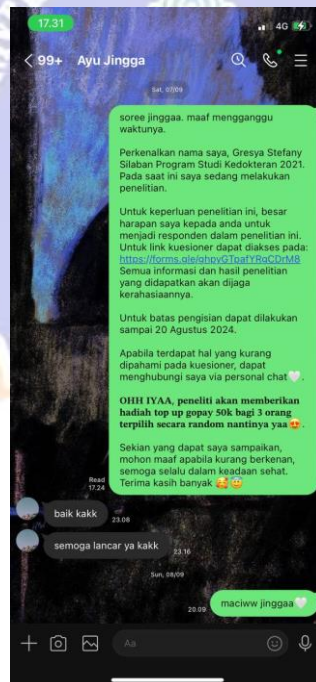 17.31
4G
99+ Ayu Jingga
Sat, 07/09
soree jinggaa. maaf mengganggu
waktunya.
Perkenalkan nama saya, Gresya Stefany
Silaban Program Studi Kedokteran 2021.
Pada saat ini saya sedang melakukan
penelitian.
Untuk keperluan penelitian ini, besar
harapan saya kepada anda untuk
menjadi responden dalam penelitian ini.
Untuk link kuesioner dapat diakses pada:
Semua informasi dan hasil penelitian
yang didapatkan akan dijaga
kerahasiaannya.
Untuk batas pengisian dapat dilakukan
sampai 20 Agustus 2024.
Apabila terdapat hal yang kurang
dipahami pada kuesioner, dapat
menghubungi saya via personal chat🤍.
OHH IYAA, peneliti akan memberikan
hadiah top up gopay 50k bagi 3 orang
terpilih secara random nantinya yaa😍.
Sekian yang dapat saya sampaikan,
mohon maaf apabila kurang berkenan,
semoga selalu dalam keadaan sehat.
Terima kasih banyak 🥰😇
Read
17.24
baik kakk
23.08
semoga lancar ya kakk
23.16
Sun, 08/09
20.09
maciww jinggaa🤍
Aa